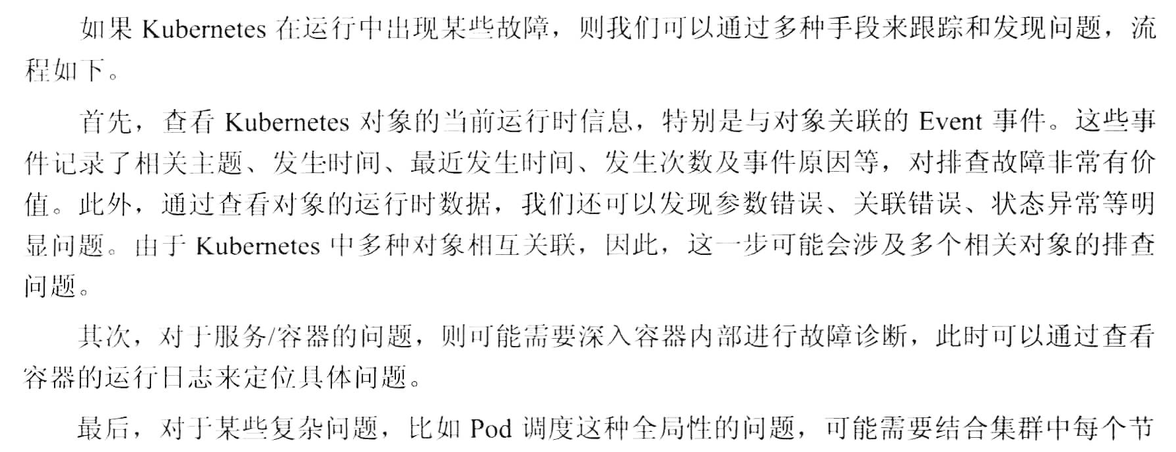 如果 Kubernetes 在运行中出现某些故障，则我们可以通过多种手段来跟踪和发现问题，流
程如下。
首先，查看 Kubernetes 对象的当前运行时信息，特别是与对象关联的 Event 事件。这些事
件记录了相关主题、发生时间、最近发生时间、发生次数及事件原因等，对排查故障非常有价
值。此外，通过查看对象的运行时数据，我们还可以发现参数错误、关联错误、状态异常等明
显问题。由于 Kubernetes 中多种对象相互关联，因此，这一步可能会涉及多个相关对象的排查
问题。
其次，对于服务/容器的问题，则可能需要深入容器内部进行故障诊断，此时可以通过查看
容器的运行日志来定位具体问题。
最后，对于某些复杂问题，比如 Pod 调度这种全局性的问题，可能需要结合集群中每个节